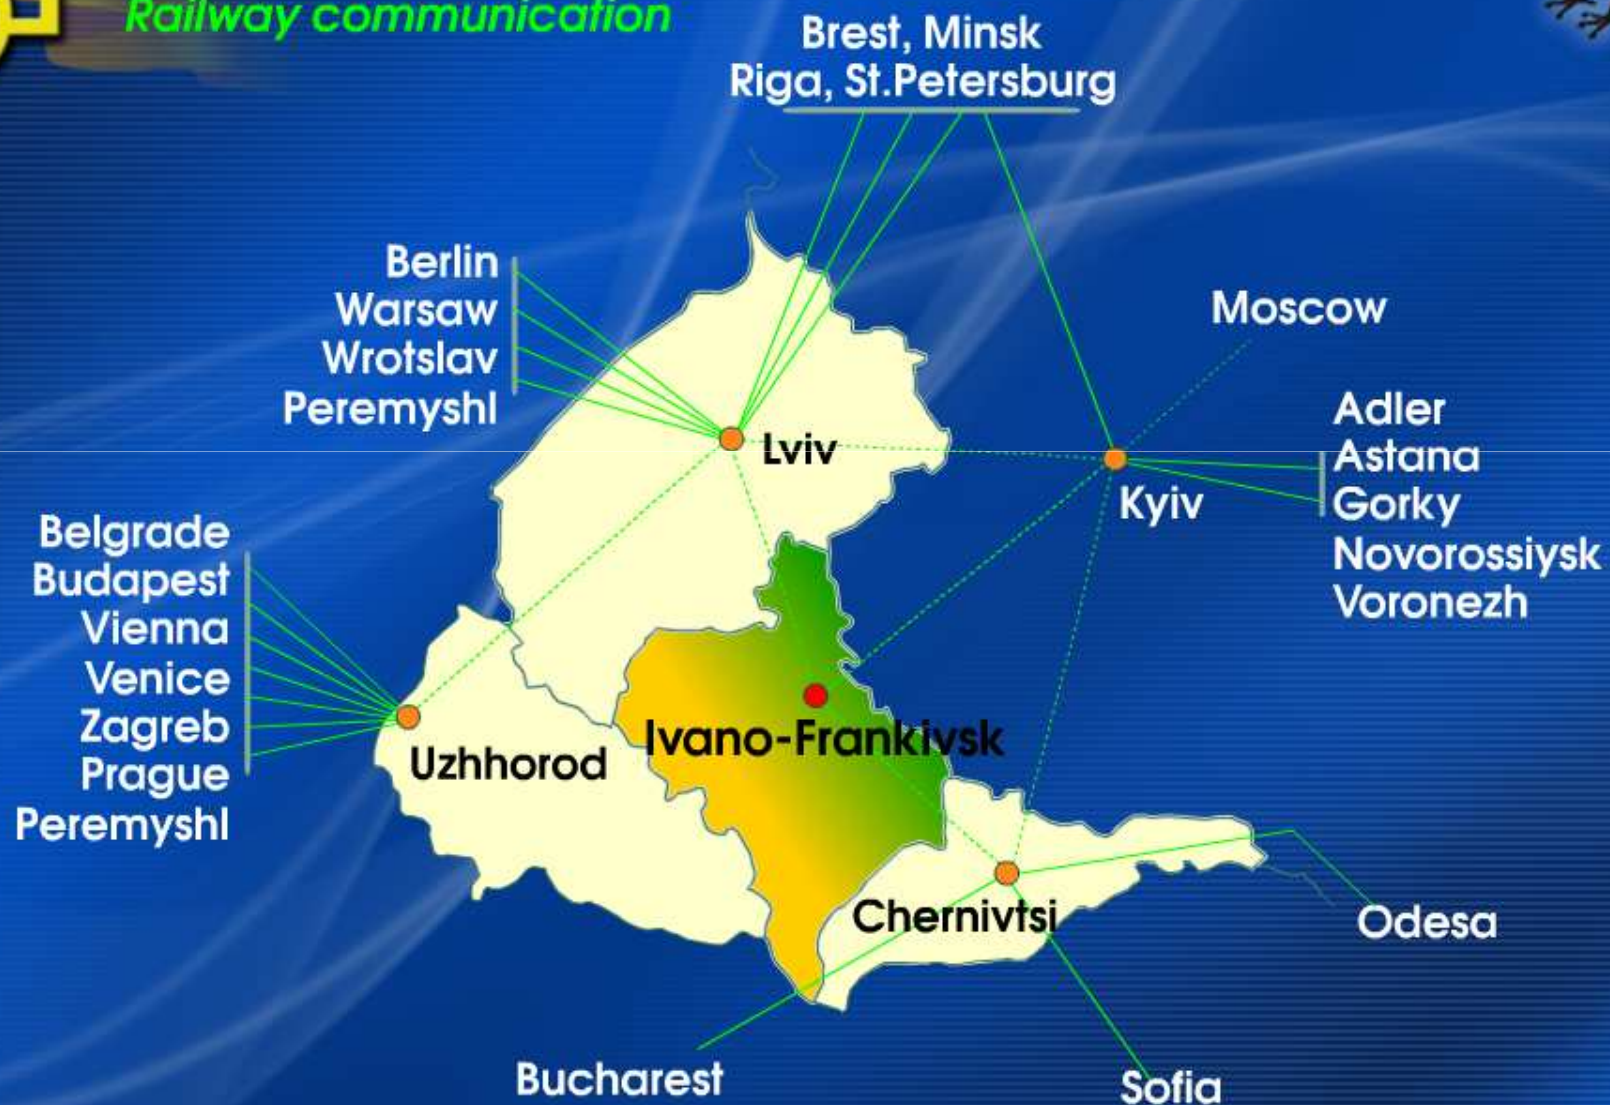 Railway communication
Brest, Minsk
Riga, St.Petersburg
Berlin
Warsaw
Wrotslav
Peremyshl
Moscow
Lviv
Kyiv
Adler
Astana
Gorky
Novorossiysk
Voronezh
Belgrade
Budapest
Vienna
Venice
Zagreb
Prague
Peremyshl
Uzhhorod
Ivano-Frankivsk
Chernivtsi
Odesa
Bucharest
Sofia